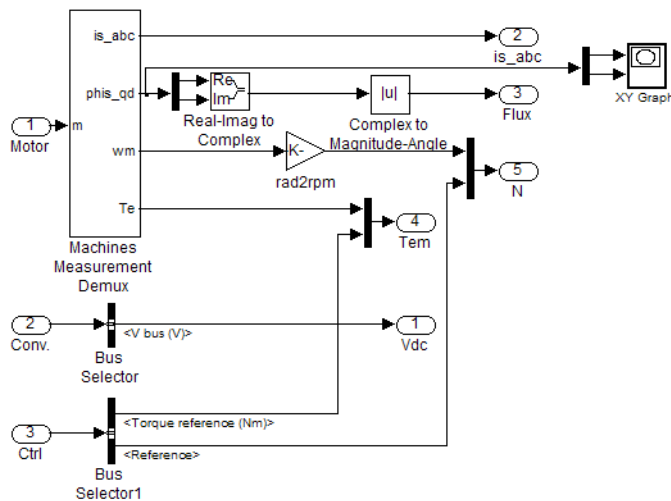 is_abc
2
is_abc
phis_qd
Re
Im
Real-Imag to
Complex
|u|
Complex to
Magnitude-Angle
3
Flux
XY Graph
1
Motor
m
wm
K-
rad2rpm
5
N
Te
4
Tem
Machines
Measurement
Demux
2
Conv.
<V bus (V)>
Bus
Selector
1
Vdc
3
Ctrl
<Torque reference (Nm)>
<Reference>
Bus
Selector1